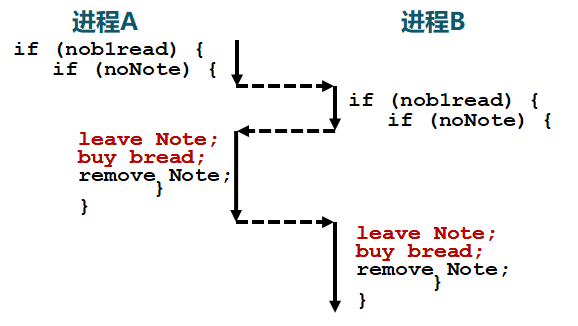 进程A
if (nob1read) {
if (noNote) {
leave Note;
buy bread;
remove Note;
}
}
进程B
if (nob1read) {
if (noNote) {
leave Note;
buy bread;
remove Note;
}
}